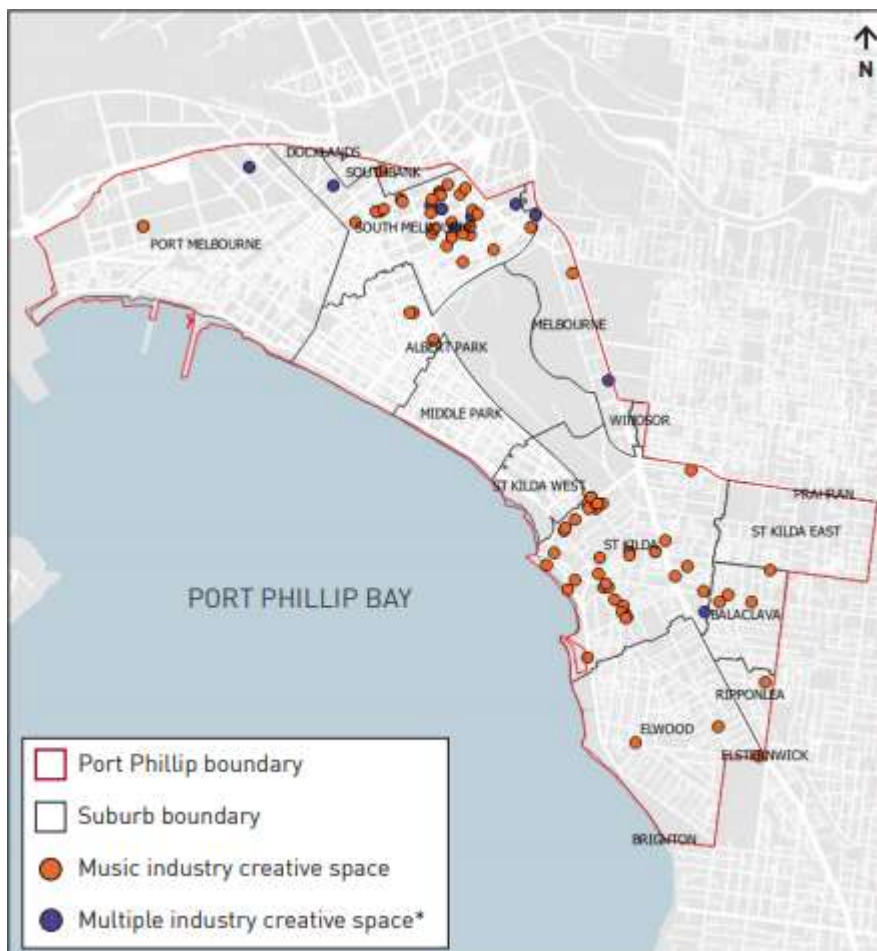 N
DOCKLANDS
SOUTHBANK
SOUTH MELBOURNE
PORT MELBOURNE
MELBOURNE
ALBERT PARK
MIDDLE PARK
WINDSOR
ST KILDA WEST
PRAHRAN
ST KILDA EAST
ST KILDA
PORT PHILLIP BAY
BALACLAVA
RIPPONLEA
ELWOOD
ELSTERNWICK
BRIGHTON
Port Phillip boundary
Suburb boundary
Music industry creative space
Multiple industry creative space*